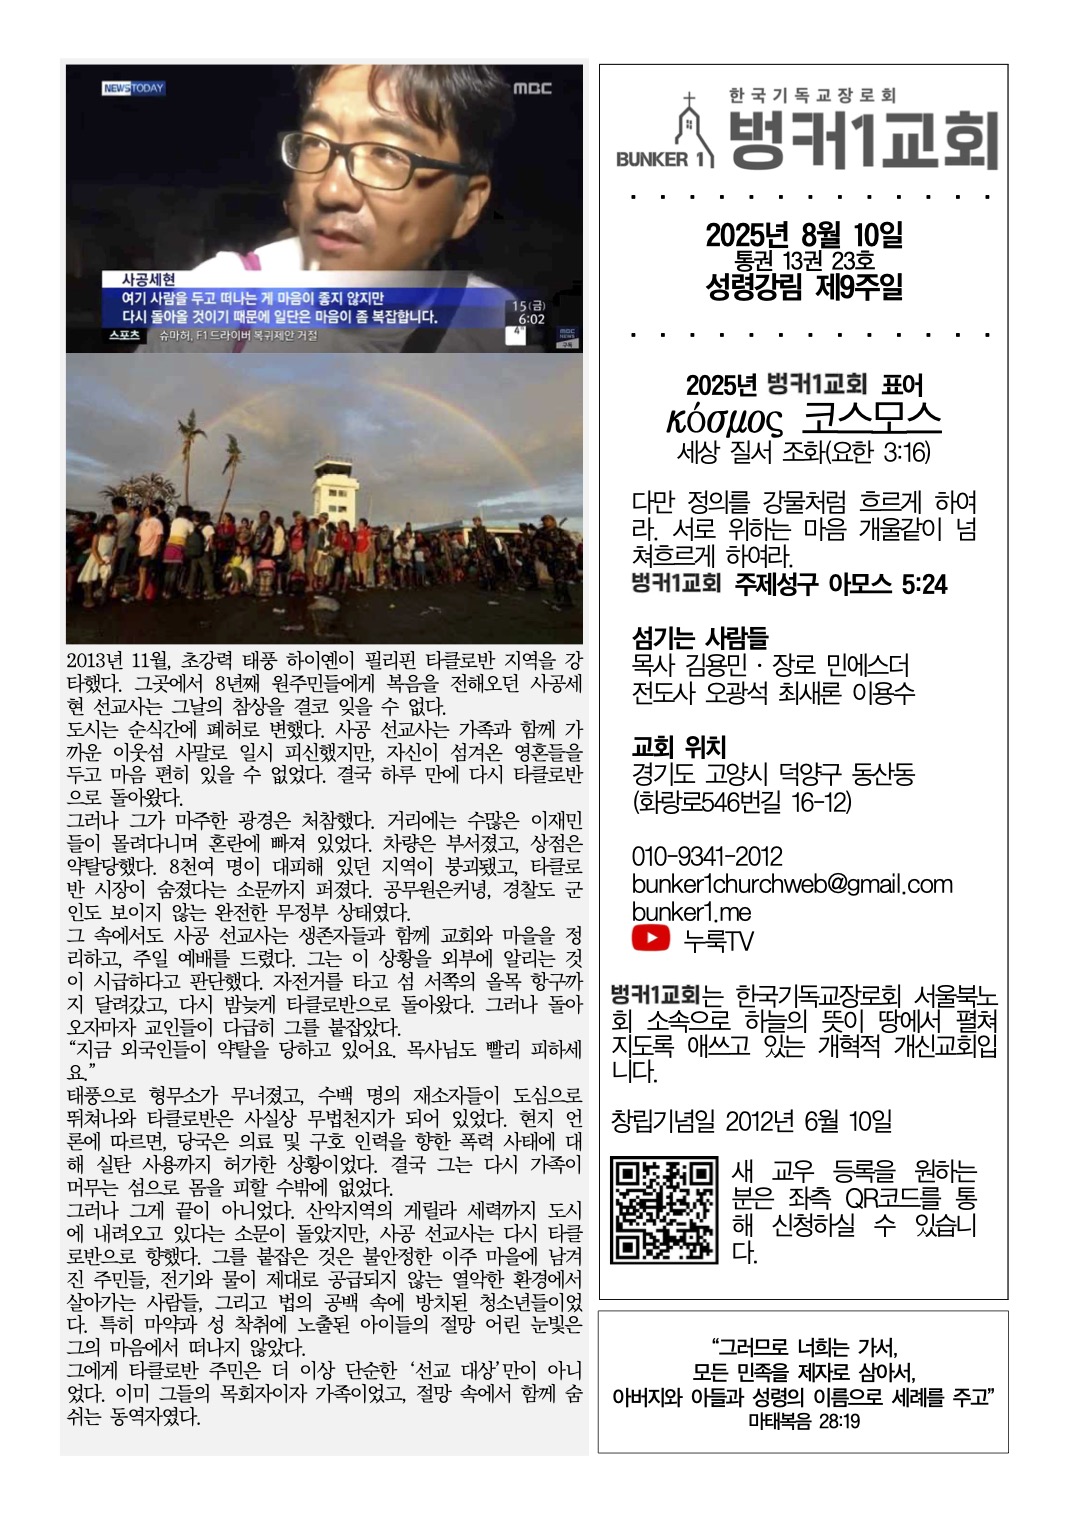 NEWSTODAY
MBC
사공세현
여기 사람을 두고 떠나는 게 마음이 좋지 않지만
다시 돌아올 것이기 때문에 일단은 마음이 좀 복잡합니다.
15(금)
6:02
4°
스포츠 슈마허, F1 드라이버 복귀제안 거절
MBC
NEWS
구독
2013년 11월, 초강력 태풍 하이옌이 필리핀 타클로반 지역을 강
타했다. 그곳에서 8년째 원주민들에게 복음을 전해오던 사공세
현 선교사는 그날의 참상을 결코 잊을 수 없다.
도시는 순식간에 폐허로 변했다. 사공 선교사는 가족과 함께 가
까운 이웃섬 사말로 일시 피신했지만, 자신이 섬겨온 영혼들을
두고 마음 편히 있을 수 없었다. 결국 하루 만에 다시 타클로반
으로 돌아왔다.
그러나 그가 마주한 광경은 처참했다. 거리에는 수많은 이재민
들이 몰려다니며 혼란에 빠져 있었다. 차량은 부서졌고, 상점은
약탈당했다. 8천여 명이 대피해 있던 지역이 붕괴됐고, 타클로
반 시장이 숨졌다는 소문까지 퍼졌다. 공무원은커녕, 경찰도 군
인도 보이지 않는 완전한 무정부 상태였다.
그 속에서도 사공 선교사는 생존자들과 함께 교회와 마을을 정
리하고, 주일 예배를 드렸다. 그는 이 상황을 외부에 알리는 것
이 시급하다고 판단했다. 자전거를 타고 섬 서쪽의 올목 항구까
지 달려갔고, 다시 밤늦게 타클로반으로 돌아왔다. 그러나 돌아
오자마자 교인들이 다급히 그를 붙잡았다.
“지금 외국인들이 약탈을 당하고 있어요. 목사님도 빨리 피하세
요.”
태풍으로 형무소가 무너졌고, 수백 명의 재소자들이 도심으로
뛰쳐나와 타클로반은 사실상 무법천지가 되어 있었다. 현지 언
론에 따르면, 당국은 의료 및 구호 인력을 향한 폭력 사태에 대
해 실탄 사용까지 허가한 상황이었다. 결국 그는 다시 가족이
머무는 섬으로 몸을 피할 수밖에 없었다.
그러나 그게 끝이 아니었다. 산악지역의 게릴라 세력까지 도시
에 내려오고 있다는 소문이 돌았지만, 사공 선교사는 다시 타클
로반으로 향했다. 그를 붙잡은 것은 불안정한 이주 마을에 남겨
진 주민들, 전기와 물이 제대로 공급되지 않는 열악한 환경에서
살아가는 사람들, 그리고 법의 공백 속에 방치된 청소년들이었
다. 특히 마약과 성 착취에 노출된 아이들의 절망 어린 눈빛은
그의 마음에서 떠나지 않았다.
그에게 타클로반 주민은 더 이상 단순한 ‘선교 대상’만이 아니
었다. 이미 그들의 목회자이자 가족이었고, 절망 속에서 함께 숨
쉬는 동역자였다.
한국기독교장로회
BUNKER 1
벙커1교회
2025년 8월 10일
통권 13권 23호
성령강림 제9주일
2025년 벙커1교회 표어
κόσμος 코스모스
세상 질서 조화(요한 3:16)
다만 정의를 강물처럼 흐르게 하여
라. 서로 위하는 마음 개울같이 넘
쳐흐르게 하여라.
벙커1교회 주제성구 아모스 5:24
섬기는 사람들
목사 김용민 · 장로 민에스더
전도사 오광석 최새론 이용수
교회 위치
경기도 고양시 덕양구 동산동
(화랑로546번길 16-12)
010-9341-2012
bunker1churchweb@gmail.com
bunker1.me
누룩TV
벙커1교회는 한국기독교장로회 서울북노
회 소속으로 하늘의 뜻이 땅에서 펼쳐
지도록 애쓰고 있는 개혁적 개신교회입
니다.
창립기념일 2012년 6월 10일
새 교우 등록을 원하는
분은 좌측 QR코드를 통
해 신청하실 수 있습니
다.
“그러므로 너희는 가서,
모든 민족을 제자로 삼아서,
아버지와 아들과 성령의 이름으로 세례를 주고”
마태복음 28:19